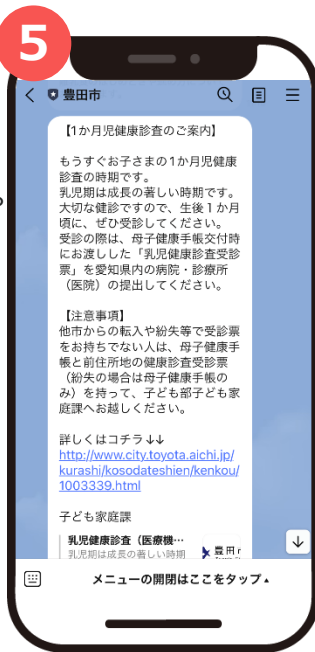 5
豊田市
【1か月児健康診査のご案内】
もうすぐお子さまの1か月児健康
診査の時期です。
乳児期は成長の著しい時期です。
大切な健診ですので、生後1か月
頃に、ぜひ受診してください。
受診の際は、母子健康手帳交付時
にお渡しした「乳児健康診査受診
票」を愛知県内の病院・診療所
（医院）の提出してください。
【注意事項】
他市からの転入や紛失等で受診票
をお持ちでない人は、母子健康手
帳と前住所地の健康診査受診票
（紛失の場合は母子健康手帳の
み）を持って、子ども部子ども家
庭課へお越しください。
詳しくはコチラ↓↓
http://www.city.toyota.aichi.jp/
kurashi/kosodateshien/kenkou/
1003339.html
子ども家庭課
乳児健康診査（医療機…
乳児期は成長の著しい時期
豊田
メニューの開閉はここをタップ▲